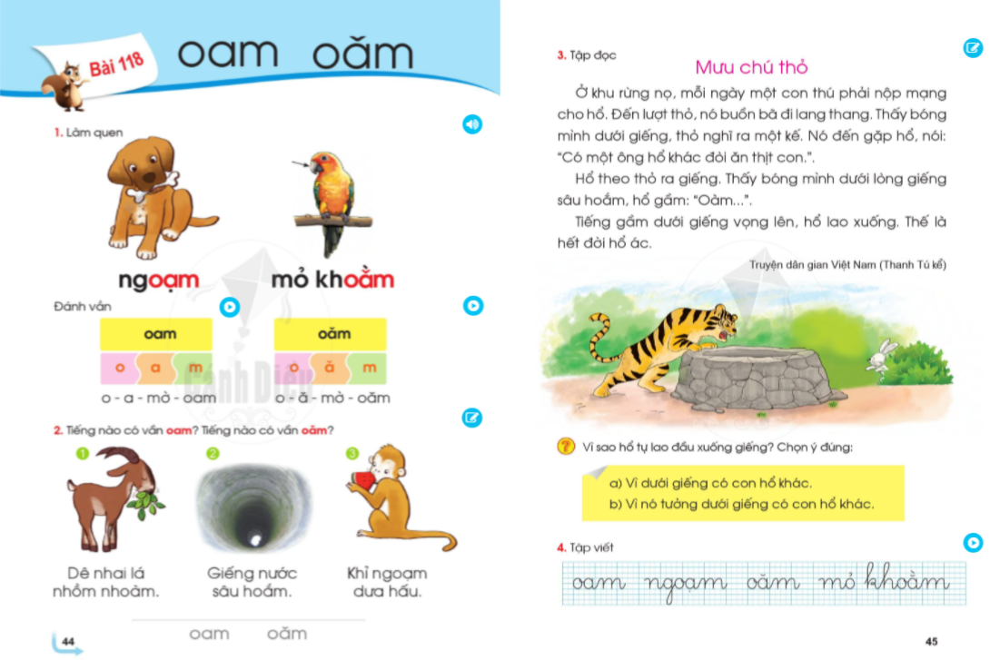 Bài 118
oam oăm
1. Làm quen
ngoạm
mỏ khoằm
Đánh vần
oam
o a m
o - a - mờ - oam
oăm
o ă m
o - ă - mờ - oăm
Cánh Diều
2. Tiếng nào có vần oam? Tiếng nào có vần oăm?
1
Dê nhai lá
nhồm nhoàm.
2
Giếng nước
sâu hoắm.
3
Khỉ ngoạm
dưa hấu.
oam oăm
44
3. Tập đọc
Mưu chú thỏ
Ở khu rừng nọ, mỗi ngày một con thú phải nộp mạng
cho hổ. Đến lượt thỏ, nó buồn bã đi lang thang. Thấy bóng
mình dưới giếng, thỏ nghĩ ra một kế. Nó đến gặp hổ, nói:
"Có một ông hổ khác đòi ăn thịt con.".
Hổ theo thỏ ra giếng. Thấy bóng mình dưới lòng giếng
sâu hoắm, hổ gầm: "Oàm...".
Tiếng gầm dưới giếng vọng lên, hổ lao xuống. Thế là
hết đời hổ ác.
Truyện dân gian Việt Nam (Thanh Tú kể)
? Vì sao hổ tự lao đầu xuống giếng? Chọn ý đúng:
a) Vì dưới giếng có con hổ khác.
b) Vì nó tưởng dưới giếng có con hổ khác.
4. Tập viết
oam ngoạm oăm mỏ khoằm
45